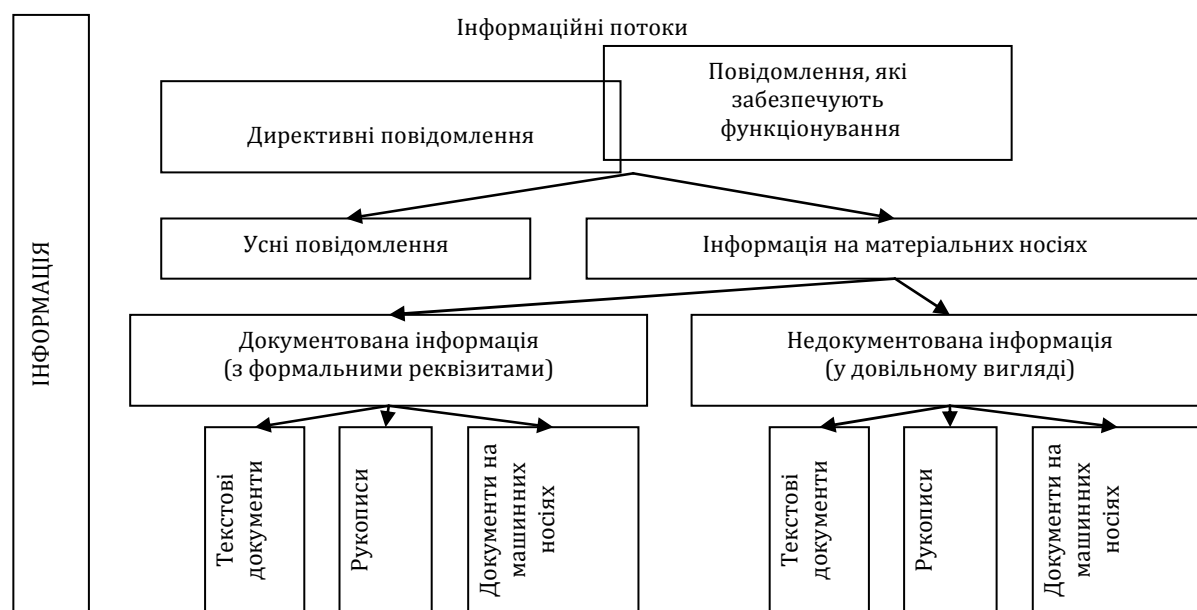 Інформаційні потоки
Повідомлення, які
забезпечують
функціонування
Директивні повідомлення
ІНФОРМАЦІЯ
Усні повідомлення
Інформація на матеріальних носіях
Документована інформація
(з формальними реквізитами)
Недокументована інформація
(у довільному вигляді)
Текстові
документи
Рукописи
Документи на
машинних
носіях
Текстові
документи
Рукописи
Документи на
машинних
носіях